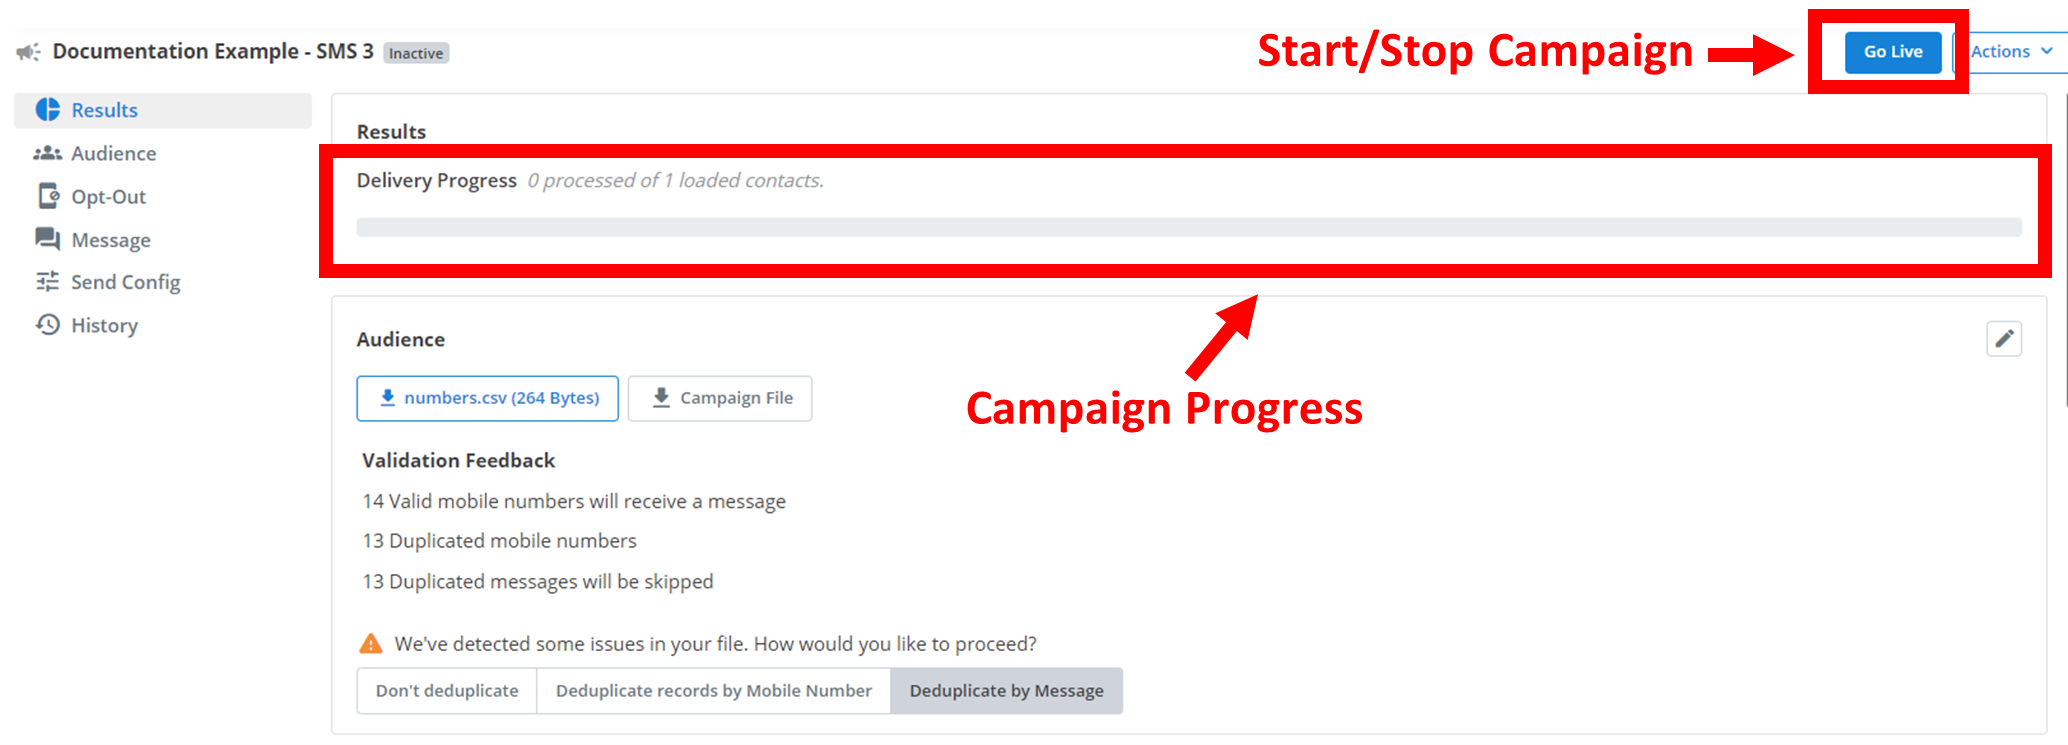 Documentation Example - SMS 3 Inactive
Start/Stop Campaign
Go Live
Actions
Results
Audience
Opt-Out
Message
Send Config
History
Results
Delivery Progress 0 processed of 1 loaded contacts.
Campaign Progress
Audience
numbers.csv (264 Bytes)
Campaign File
Validation Feedback
14 Valid mobile numbers will receive a message
13 Duplicated mobile numbers
13 Duplicated messages will be skipped
We've detected some issues in your file. How would you like to proceed?
Don't deduplicate
Deduplicate records by Mobile Number
Deduplicate by Message